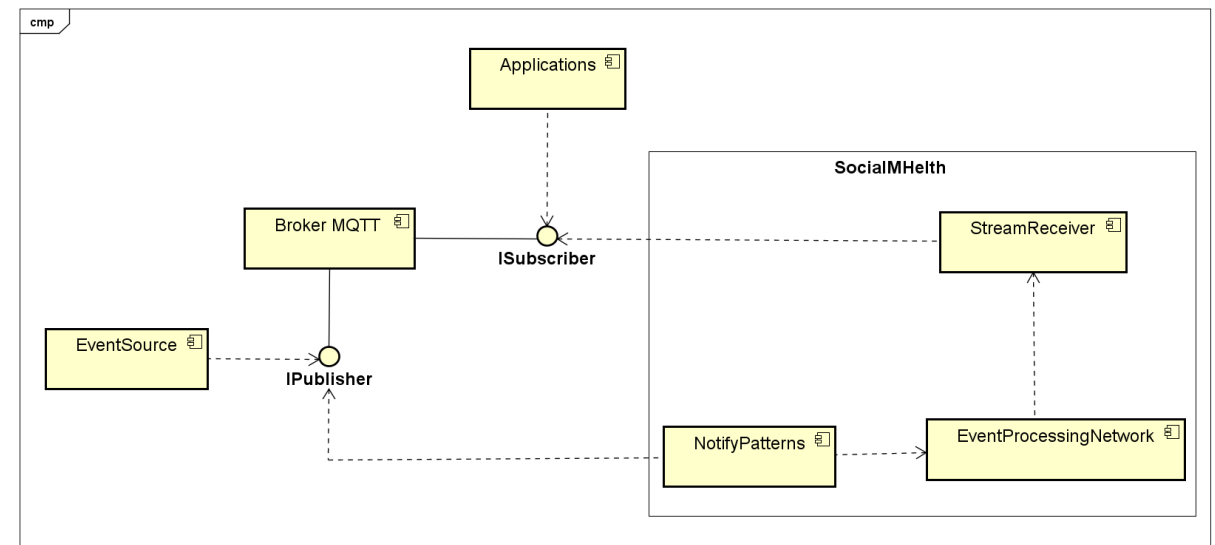 cmp
Applications
SocialMHelth
Broker MQTT
StreamReceiver
ISubscriber
EventSource
IPublisher
NotifyPatterns
EventProcessingNetwork